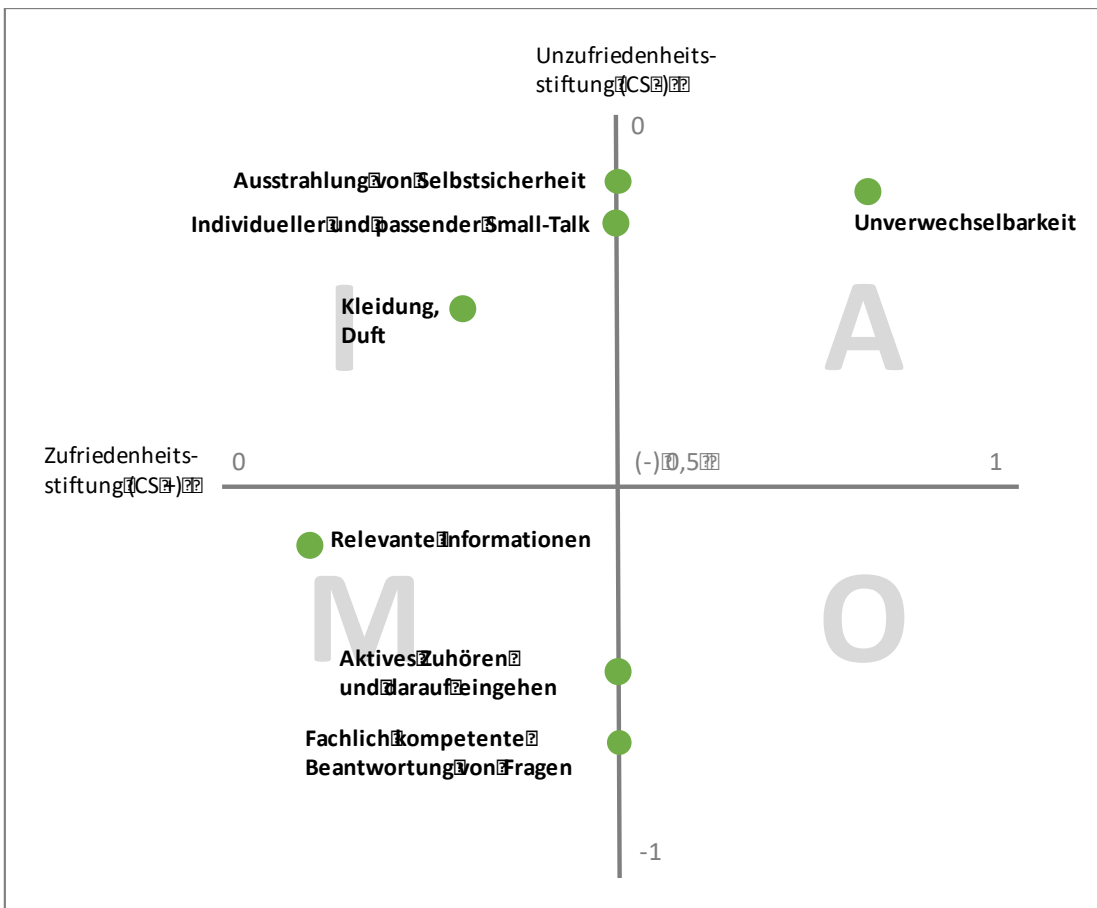 Unzufriedenheits-
stiftung (CS -)
0
Ausstrahlung von Selbstsicherheit
Individueller und passender Small-Talk
Unverwechselbarkeit
Kleidung,
Duft
I
A
Zufriedenheits-
stiftung (CS +)
0
(-) 0,5
1
Relevante Informationen
M
O
Aktives Zuhören
und darauf eingehen
Fachlich kompetente
Beantwortung von Fragen
-1